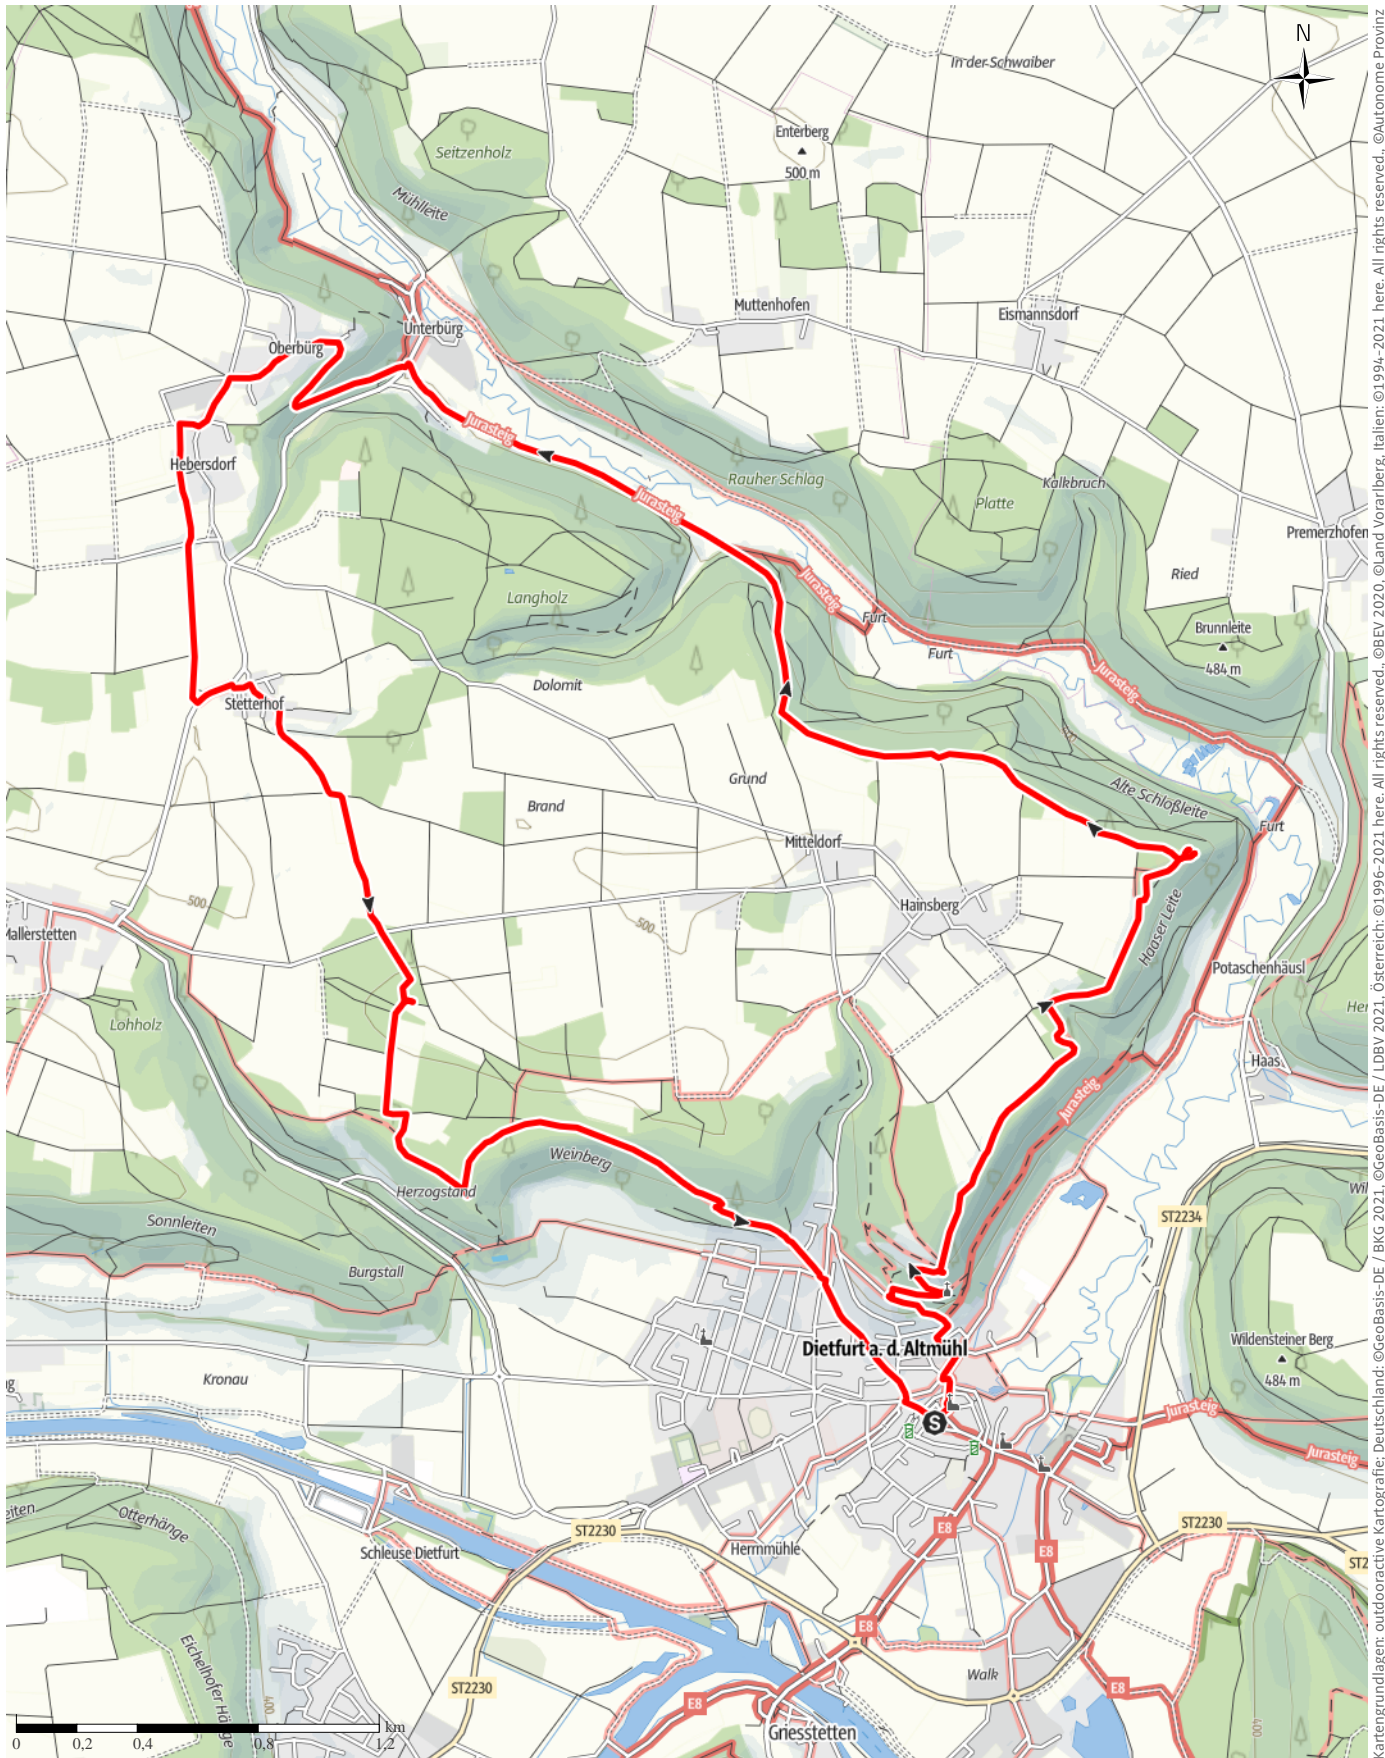 N
In der Schwaiber
Enterberg
500 m
Seitzenholz
Mühlleite
Muttenhofen
Eismannsdorf
Unterbürg
Oberbürg
Jurasteig
Hebersdorf
Rauher Schlag
Kalkbruch
Platte
Jurasteig
Premerzhofen
Ried
Jurasteig
Langholz
Furt
Brunnleite
Furt
484 m
Jurasteig
Dolomit
Stetterhof
Grund
Alte Schloßleite
Brand
Furt
Mitteldorf
500
Hainsberg
500
Mallerstetten
Haaser Leite
Potaschenhäusl
Lohholz
Haas
Jurasteig
Weinberg
Herzogstand
ST2234
Sonnleiten
Burgstall
Wildensteiner Berg
Dietfurt a. d. Altmühl
484 m
Kronau
Jurasteig
S
Jurasteig
Otterhänge
ST2230
ST2230
E8
Schleuse Dietfurt
Herrnmühle
E8
E8
Eichelhofer Hänge
Walk
ST2230
E8
E8
400
400
Griesstetten
km
0 0,2 0,4 0,8 1,2
artengrundlagen: outdooractive Kartografie; Deutschland: ©GeoBasis-DE / BKG 2021, ©GeoBasis-DE / LDBV 2021, Österreich: ©1996-2021 here. All rights reserved., ©BEV 2020, ©Land Vorarlberg, Italien: ©1994-2021 here. All rights reserved., ©Autonome Provinz